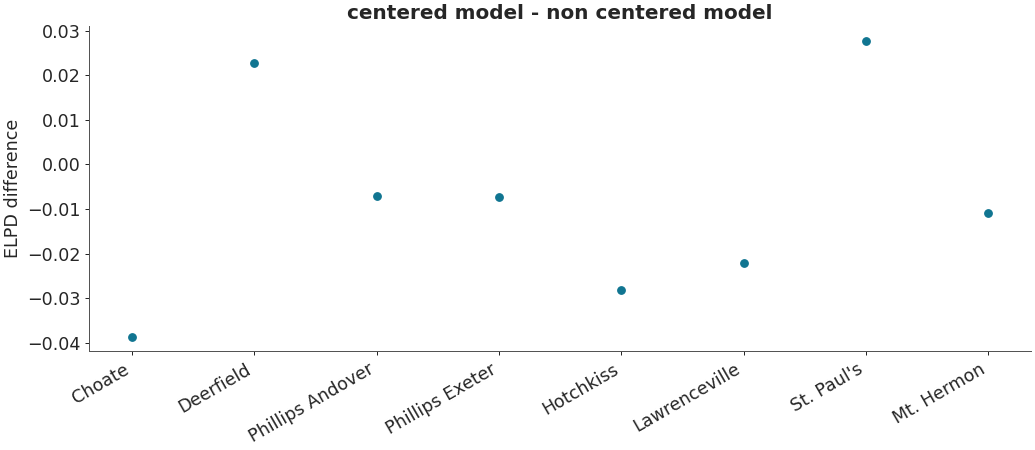 centered model - non centered model
ELPD difference
0.03
0.02
0.01
0.00
−0.01
−0.02
−0.03
−0.04
Choate
Deerfield
Phillips Andover
Phillips Exeter
Hotchkiss
Lawrenceville
St. Paul's
Mt. Hermon